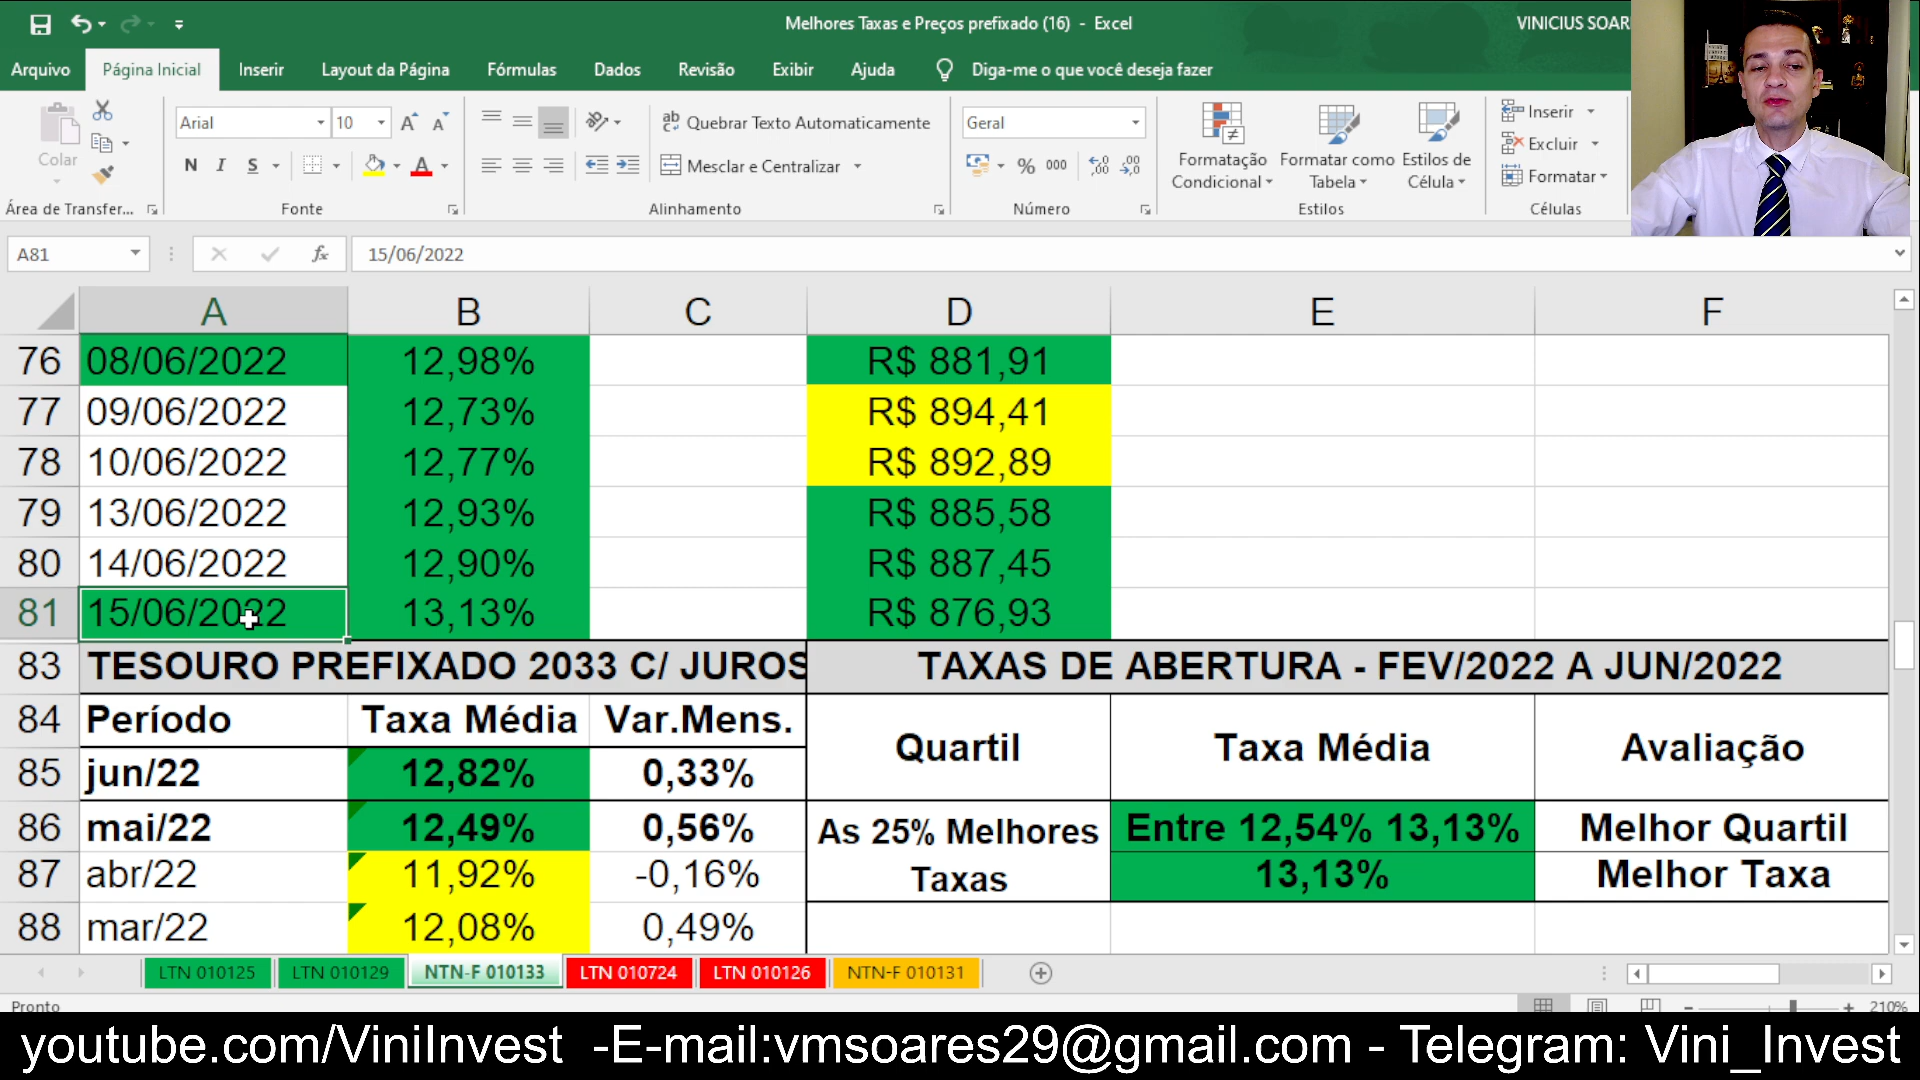 Melhores Taxas e Preços prefixado (16) - Excel
VINICIUS SOAR
Arquivo Página Inicial Inserir Layout da Página Fórmulas Dados Revisão Exibir Ajuda Diga-me o que você deseja fazer
Colar
Área de Transfer...
Arial 10
N I S
Fonte
Quebrar Texto Automaticamente
Mesclar e Centralizar
Alinhamento
Geral
% 000
Número
Formatação Condicional
Formatar como Tabela
Estilos de Célula
Estilos
Inserir
Excluir
Formatar
Células
A81 fx 15/06/2022
A B C D E F
76 08/06/2022 12,98% R$ 881,91
77 09/06/2022 12,73% R$ 894,41
78 10/06/2022 12,77% R$ 892,89
79 13/06/2022 12,93% R$ 885,58
80 14/06/2022 12,90% R$ 887,45
81 15/06/2022 13,13% R$ 876,93
83 TESOURO PREFIXADO 2033 C/ JUROS TAXAS DE ABERTURA - FEV/2022 A JUN/2022
84 Período Taxa Média Var.Mens. Quartil Taxa Média Avaliação
85 jun/22 12,82% 0,33%
86 mai/22 12,49% 0,56% As 25% Melhores Entre 12,54% 13,13% Melhor Quartil
87 abr/22 11,92% -0,16% Taxas 13,13% Melhor Taxa
88 mar/22 12,08% 0,49%
LTN 010125 LTN 010129 NTN-F 010133 LTN 010724 LTN 010126 NTN-F 010131
Pronto 210%
youtube.com/ViniInvest -E-mail:vmsoares29@gmail.com - Telegram: Vini_Invest